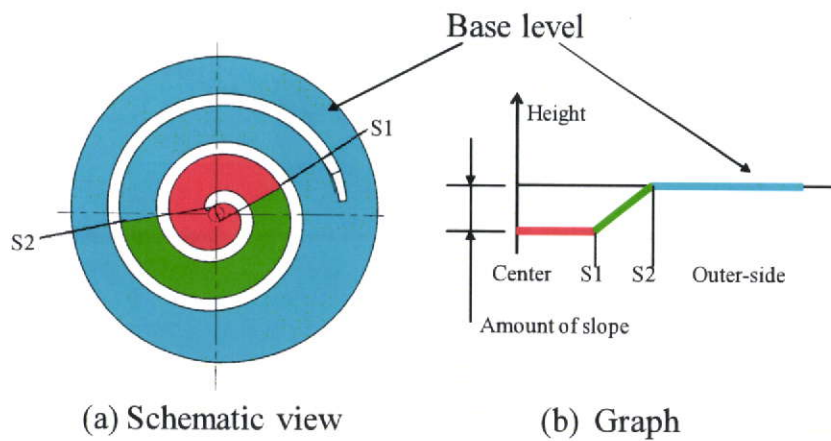 Base level
S1
S2
Height
Center
S1
S2
Outer-side
Amount of slope
(a) Schematic view
(b) Graph